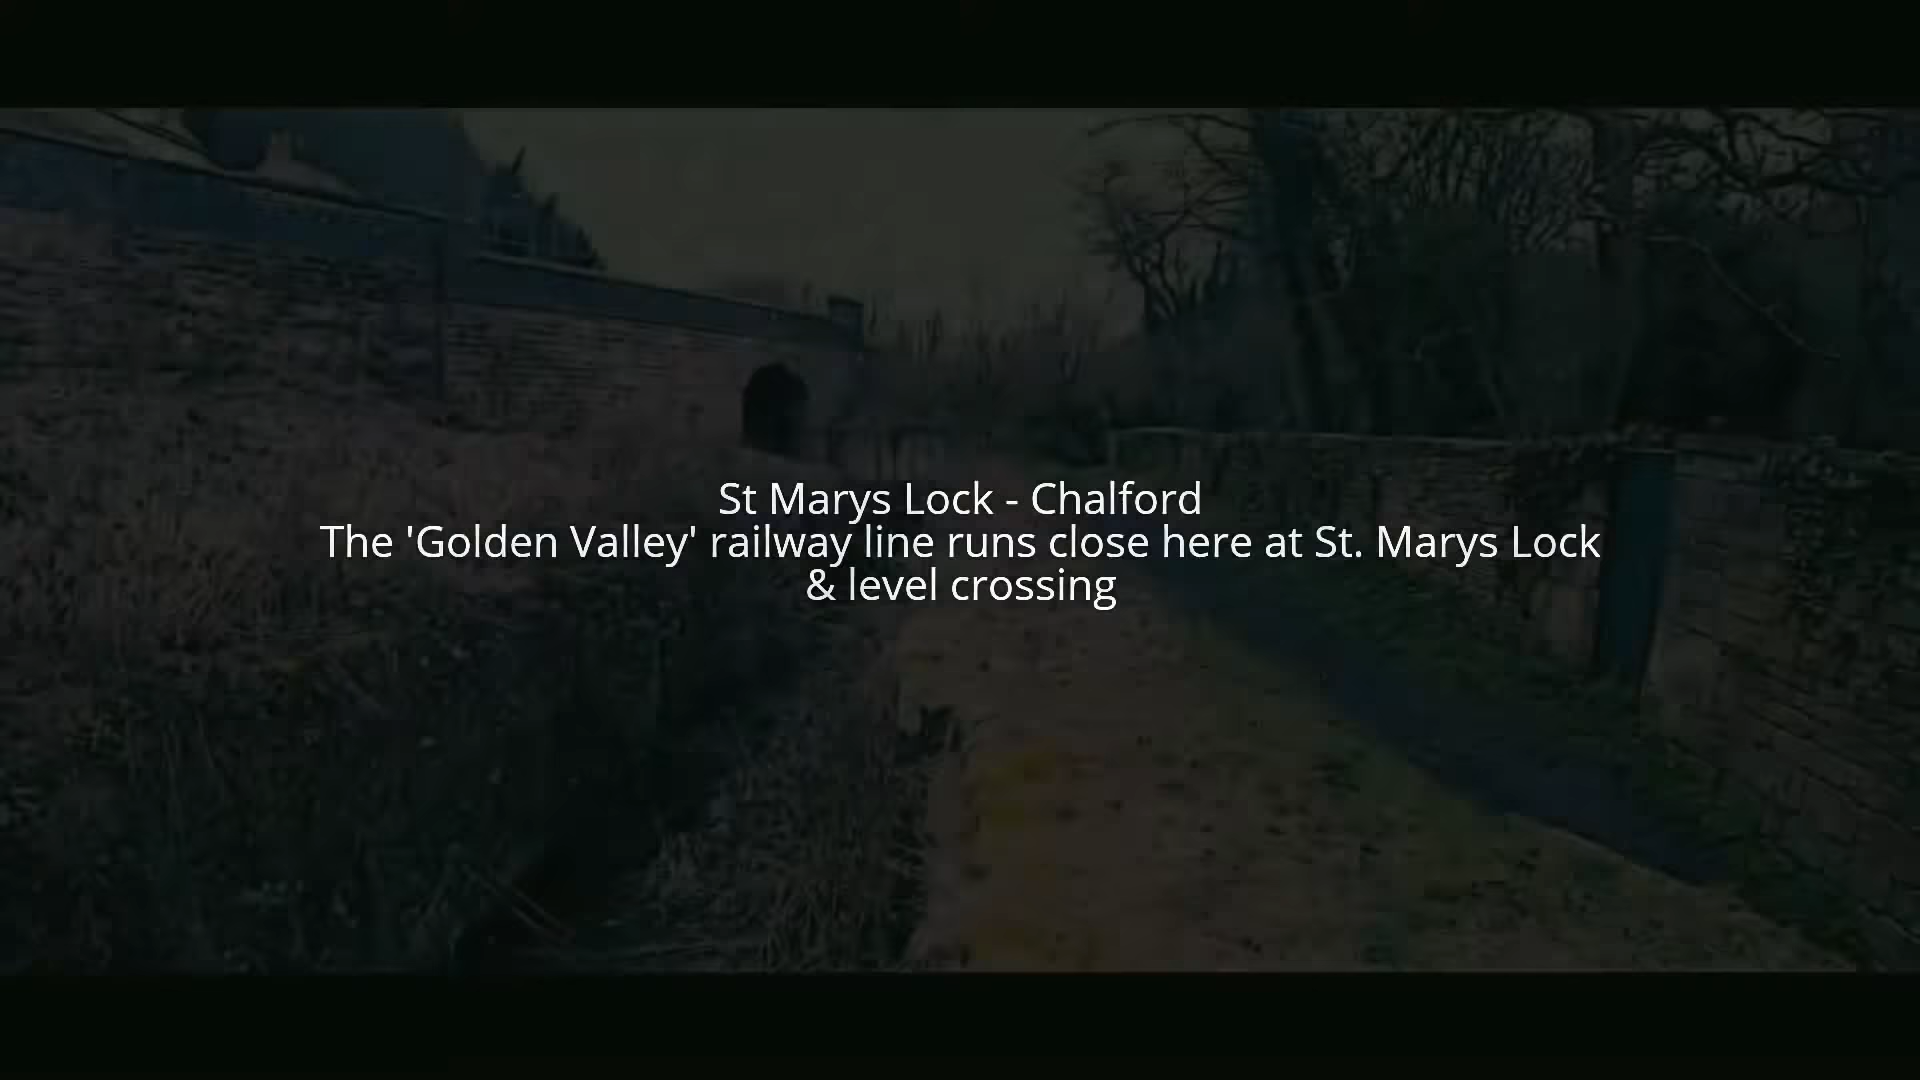 St Marys Lock - Chalford
The 'Golden Valley' railway line runs close here at St. Marys Lock
& level crossing